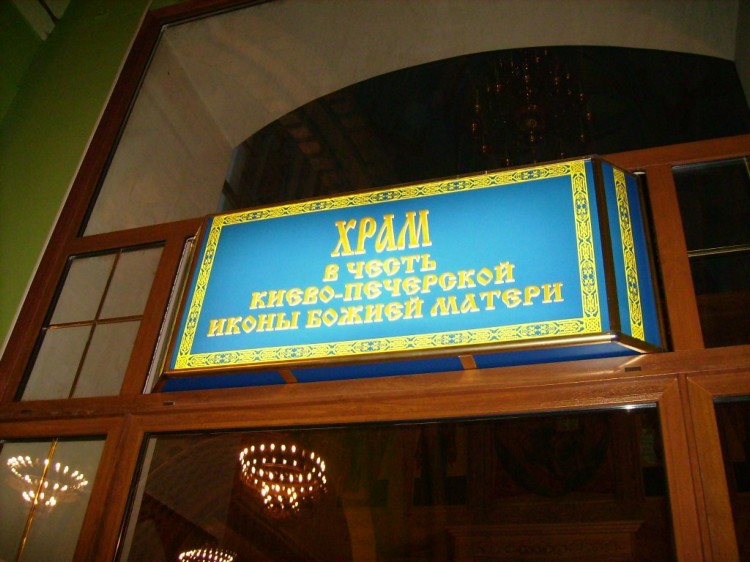 ХРАМ
В ЧЕСТЬ
КИЕВО-ПЕЧЕРСКОЙ
ИКОНЫ БОЖИЕЙ МАТЕРИ